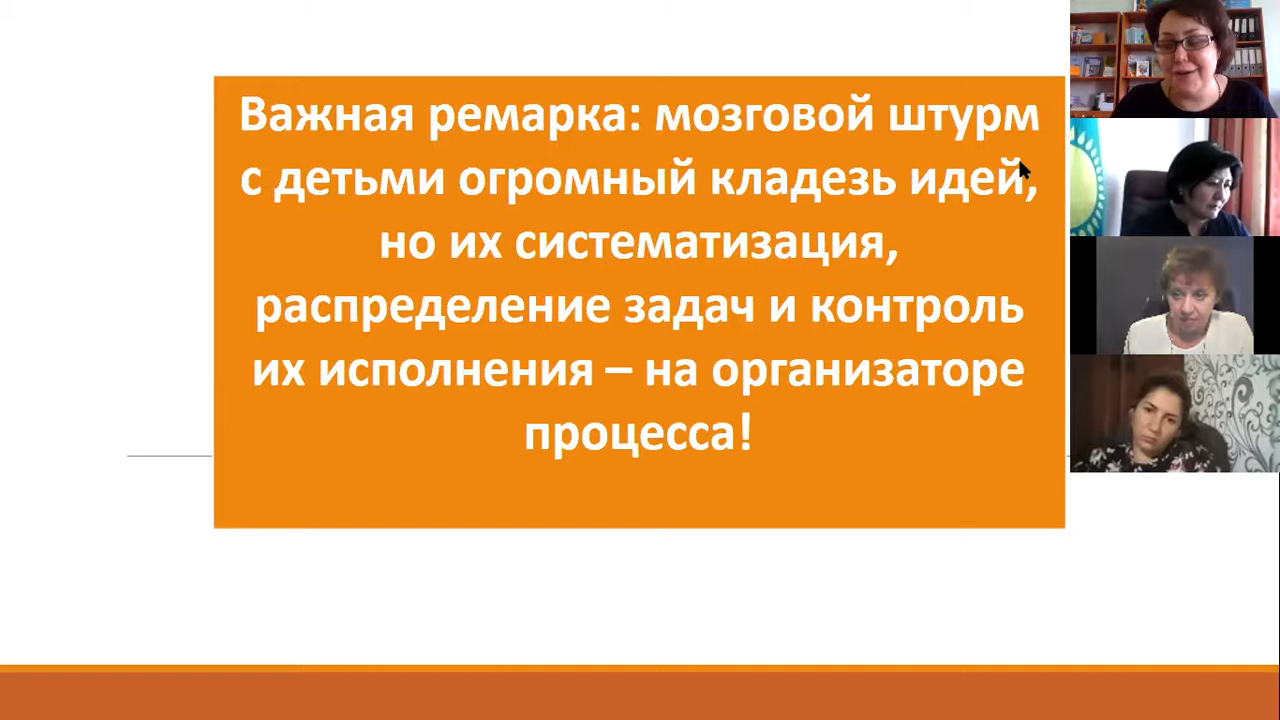 Важная ремарка: мозговой штурм
с детьми огромный кладезь идей,
но их систематизация,
распределение задач и контроль
их исполнения – на организаторе
процесса!